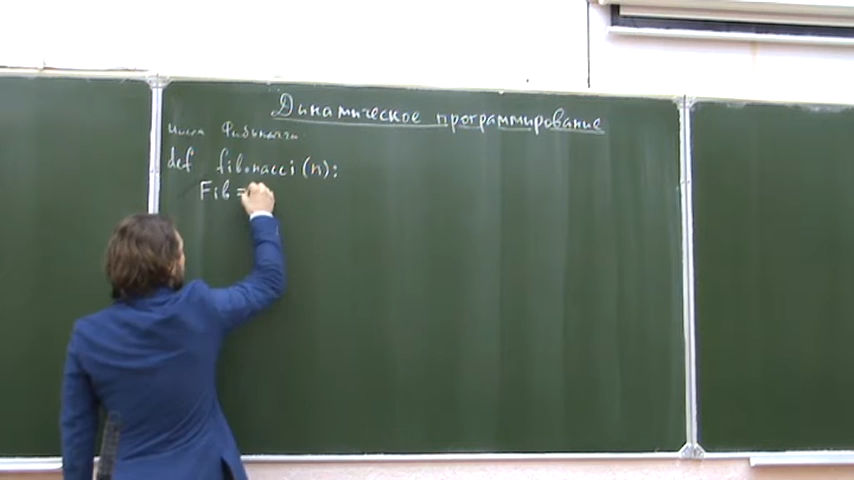 Динамическое программирование
Числа Фибоначчи
def fibonacci(n):
Fib =